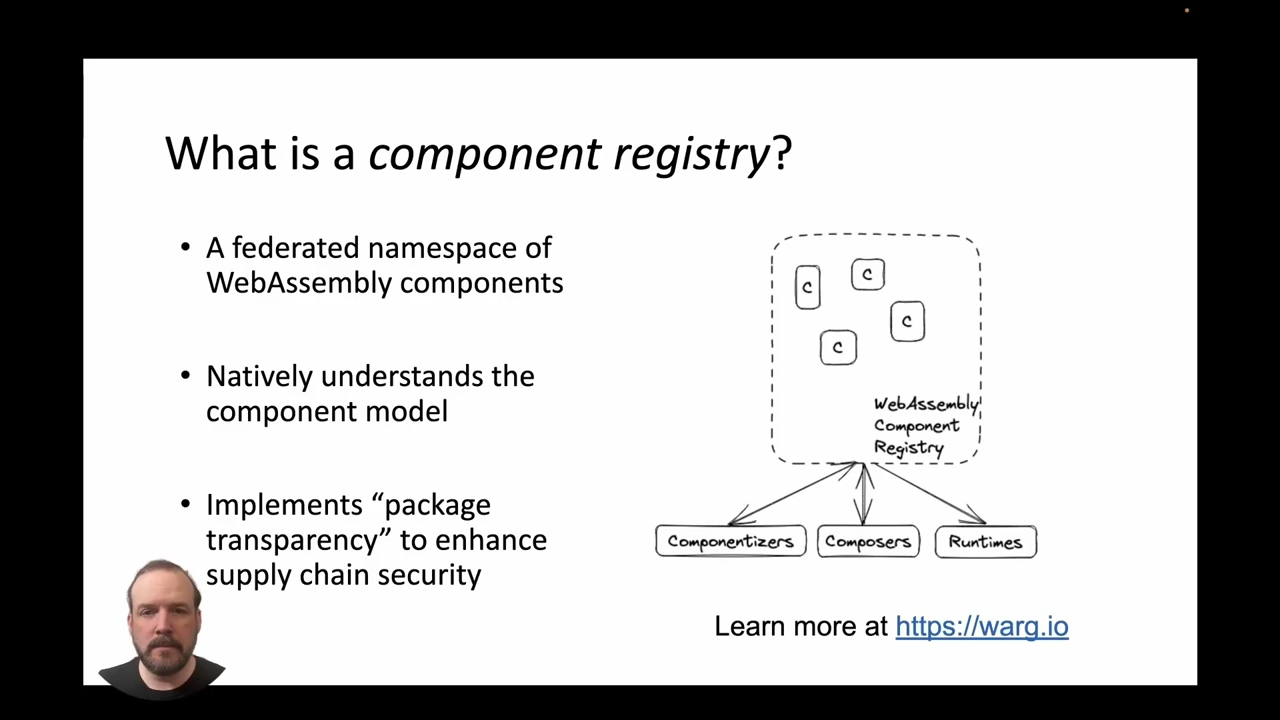 What is a component registry?
• A federated namespace of
WebAssembly components
• Natively understands the
component model
• Implements “package
transparency” to enhance
supply chain security
C
C
C
C
WebAssembly
Component
Registry
Componentizers
Composers
Runtimes
Learn more at https://warg.io